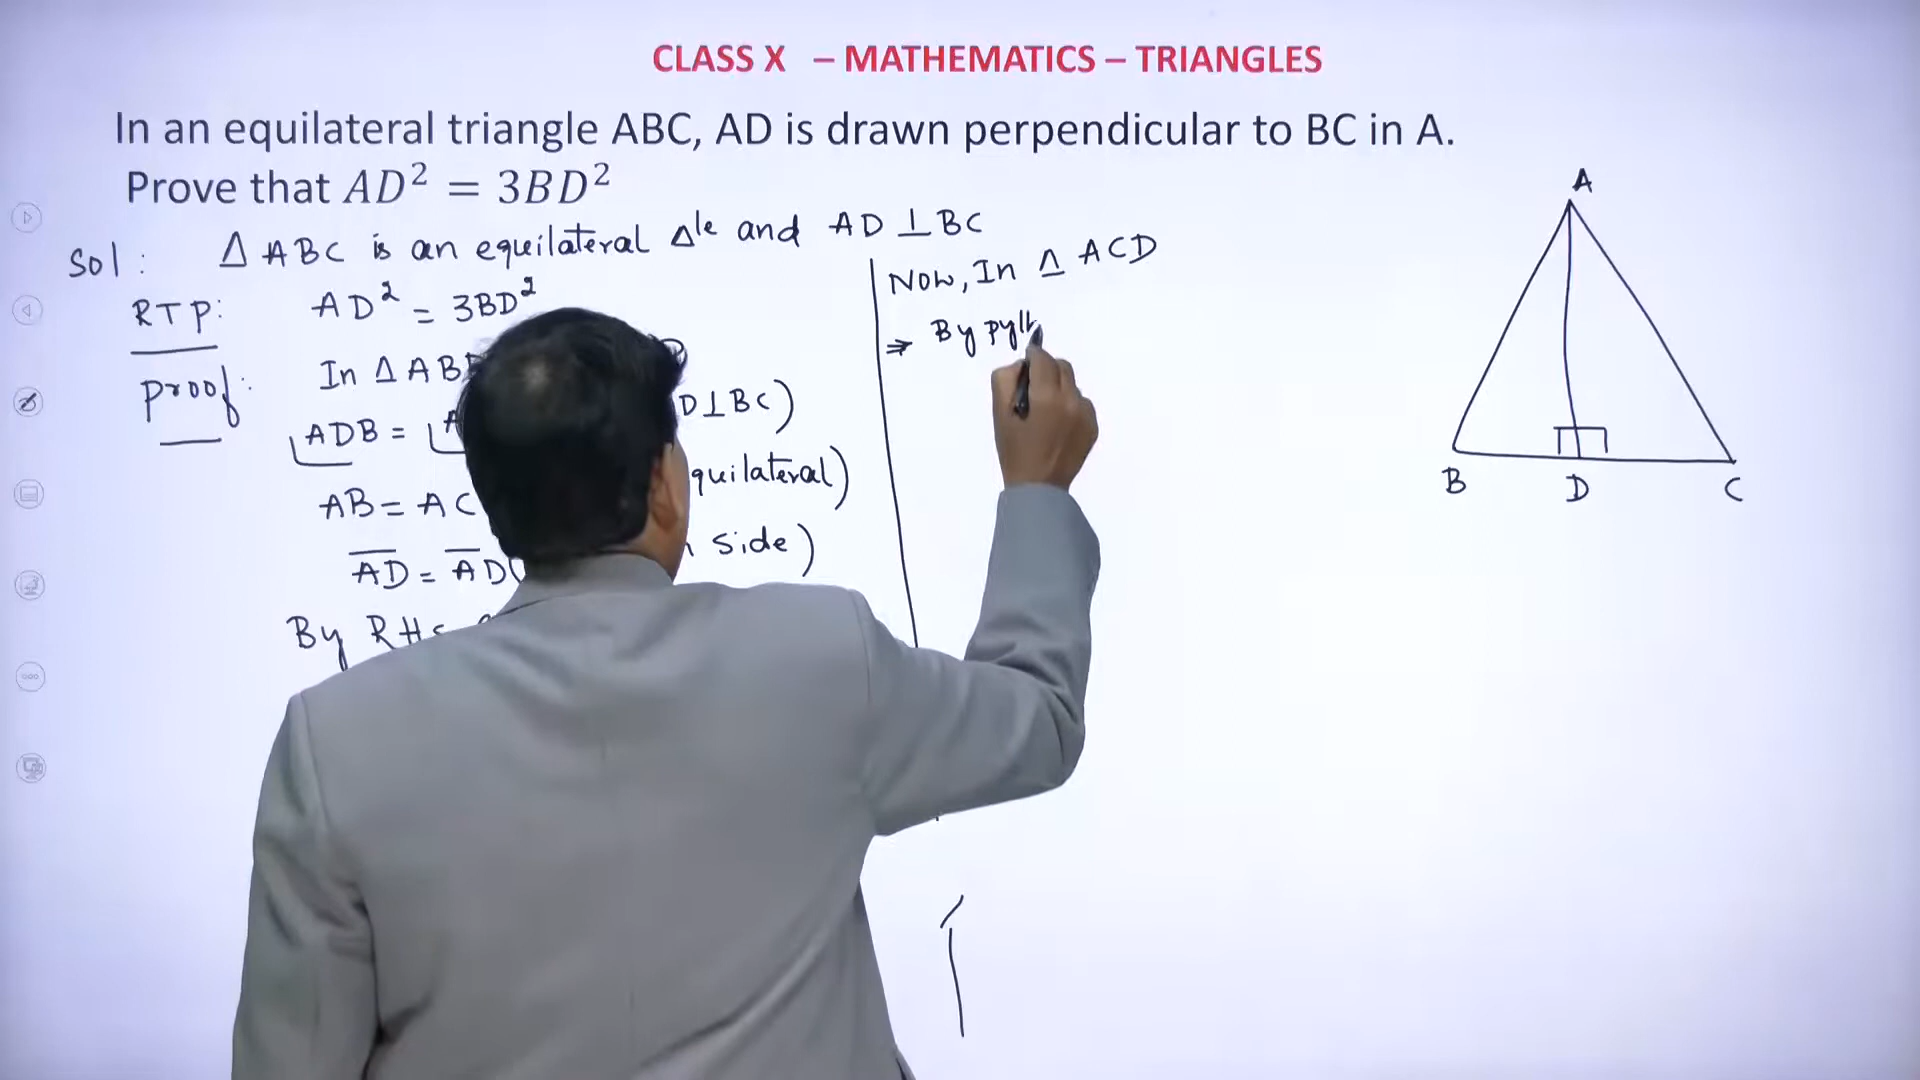 CLASS X – MATHEMATICS – TRIANGLES
In an equilateral triangle ABC, AD is drawn perpendicular to BC in A.
Prove that AD² = 3BD²
Sol : Δ ABC is an equilateral Δle and AD ⊥ BC
RTP: AD² = 3BD²
Proof: In Δ AB
ADB =
D⊥BC)
AB = AC
quilateral)
AD = AD(
side)
By RHS
Now, In Δ ACD
⇒ By pyth
A
B
D
C